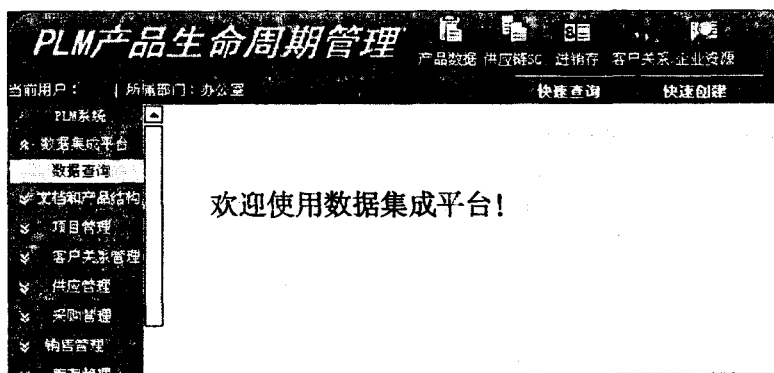 PLM产品生命周期管理
产品数据 供应链SC 进销存 客户关系 企业资源
当前用户： | 所属部门：办公室
快速查询 快速创建
PLM系统
数据集成平台
数据查询
文档和产品结构
项目管理
客户关系管理
供应管理
采购管理
销售管理
欢迎使用数据集成平台！